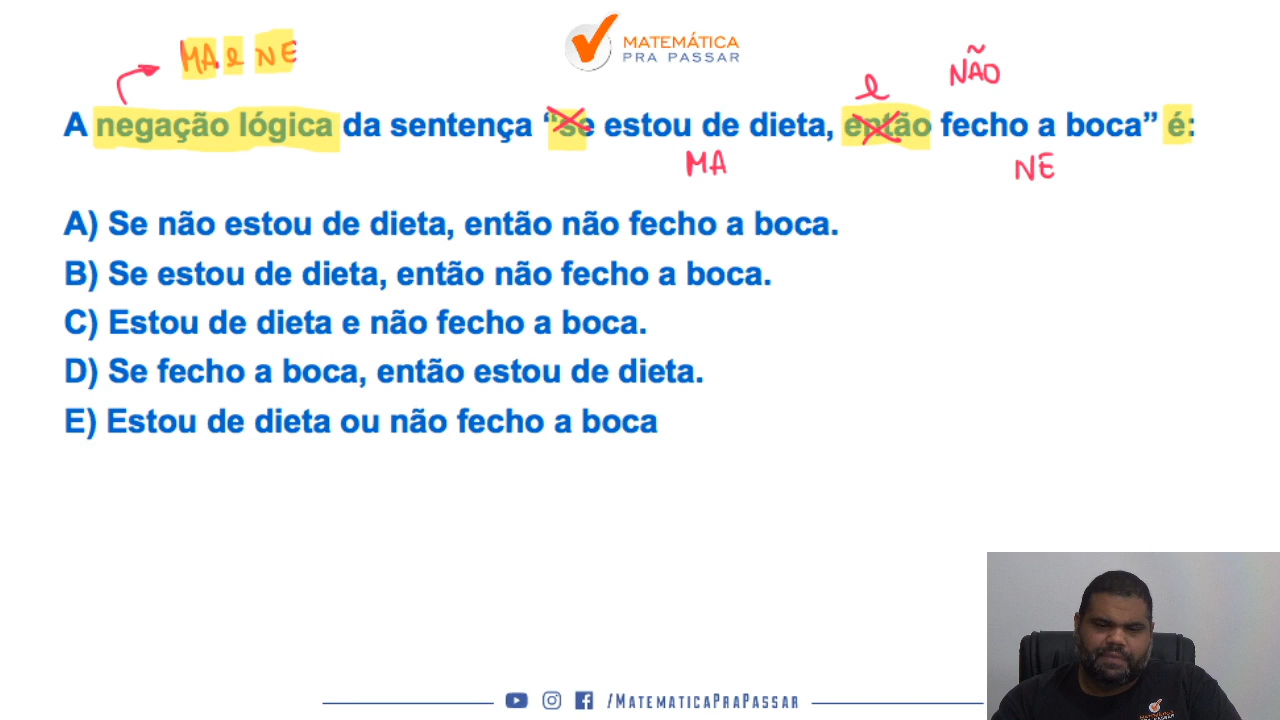 MATEMÁTICA
PRA PASSAR
MA e NE
e
NÃO
A negação lógica da sentença “se estou de dieta, então fecho a boca” é:
MA
NE
A) Se não estou de dieta, então não fecho a boca.
B) Se estou de dieta, então não fecho a boca.
C) Estou de dieta e não fecho a boca.
D) Se fecho a boca, então estou de dieta.
E) Estou de dieta ou não fecho a boca
/MATEMATICAPRAPASSAR